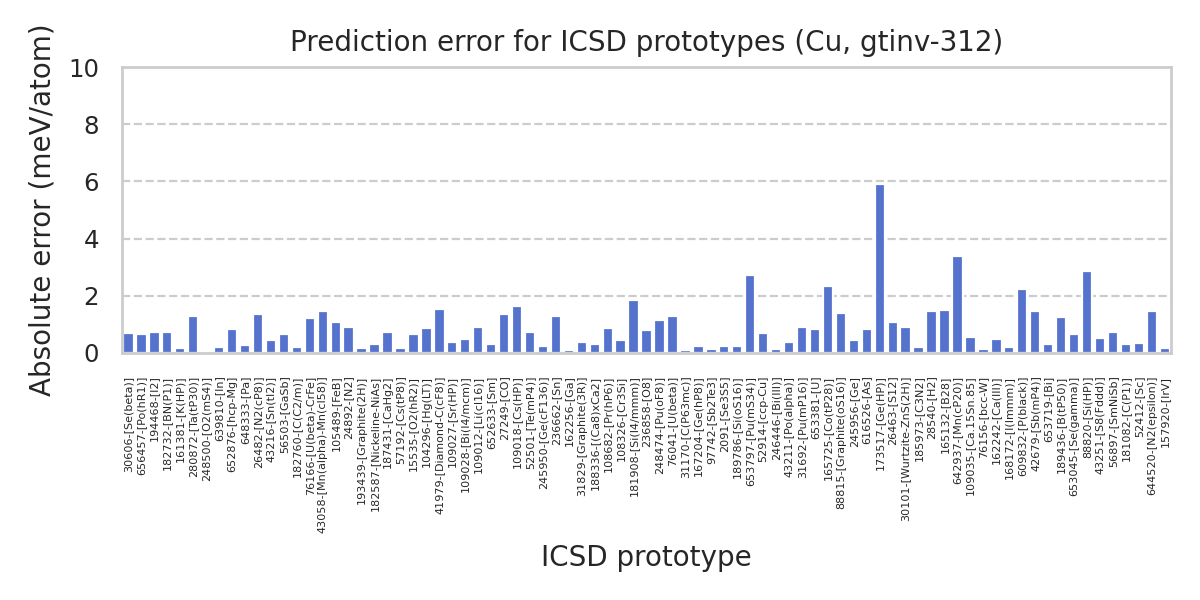 Prediction error for ICSD prototypes (Cu, gtinv-312)
Absolute error (meV/atom)
10
8
6
4
2
0
30606-[Se(beta)]
656457-[Po(hR1)]
194468-[I2]
182732-[BN(P1)]
161381-[K(HP)]
280872-[Ta(tP30)]
248500-[O2(mS4)]
639810-[In]
652876-[hcp-Mg]
648333-[Pa]
26482-[N2(cP8)]
43216-[Sn(tI2)]
56503-[GaSb]
182760-[C(C2/m)]
76166-[U(beta)-CrFe]
43058-[Mn(alpha)-Mn(cI58)]
1054899-[FeB]
24892-[N2]
193439-[Graphite(2H)]
182587-[Nickeline-NiAs]
187431-[CaHg2]
57192-[Cs(tP8)]
15535-[O2(hR2)]
104296-[Hg(LT)]
41979-[Diamond-C(cF8)]
109027-[Sr(HP)]
109028-[Bi(I4/mcm)]
109012-[Li(cI16)]
652633-[Sm]
27249-[CO]
109018-[Cs(HP)]
52501-[Te(mP4)]
245950-[Ge(cF136)]
236662-[Sn]
162256-[Ga]
31829-[Graphite(3R)]
188336-[(Ca8)xCa2]
108682-[Pr(hP6)]
108326-[Cr3Si]
181908-[Si(I4/mmm)]
236858-[O8]
248474-[Pu(oF8)]
76041-[U(beta)]
31170-[C(P63mc)]
167204-[Ge(hP8)]
97742-[Sb2Te3]
2091-[Se3S5]
189786-[Si(oS16)]
653797-[Pu(mS34)]
52914-[ccp-Cu]
246446-[Bi(III)]
43211-[Po(alpha)]
31692-[Pu(mP16)]
653381-[U]
165725-[Co(tP28)]
88815-[Graphite(oS16)]
245956-[Ge]
616526-[As]
173517-[Ge(HP)]
264463-[S12]
30101-[Wurtzite-ZnS(2H)]
185973-[C3N2]
28540-[H2]
165132-[B28]
642937-[Mn(cP20)]
109035-[Ca.15Sn.85]
76156-[bcc-W]
162242-[Ca(III)]
168172-[I(Immm)]
609832-[P(black)]
42679-[Sb(mP4)]
653719-[Bi]
189436-[B(tP50)]
653045-[Se(gamma)]
88820-[Si(HP)]
43251-[S8(Fddd)]
56897-[SmNiSb]
181082-[C(P1)]
52412-[Sc]
644520-[N2(epsilon)]
157920-[IrV]
ICSD prototype